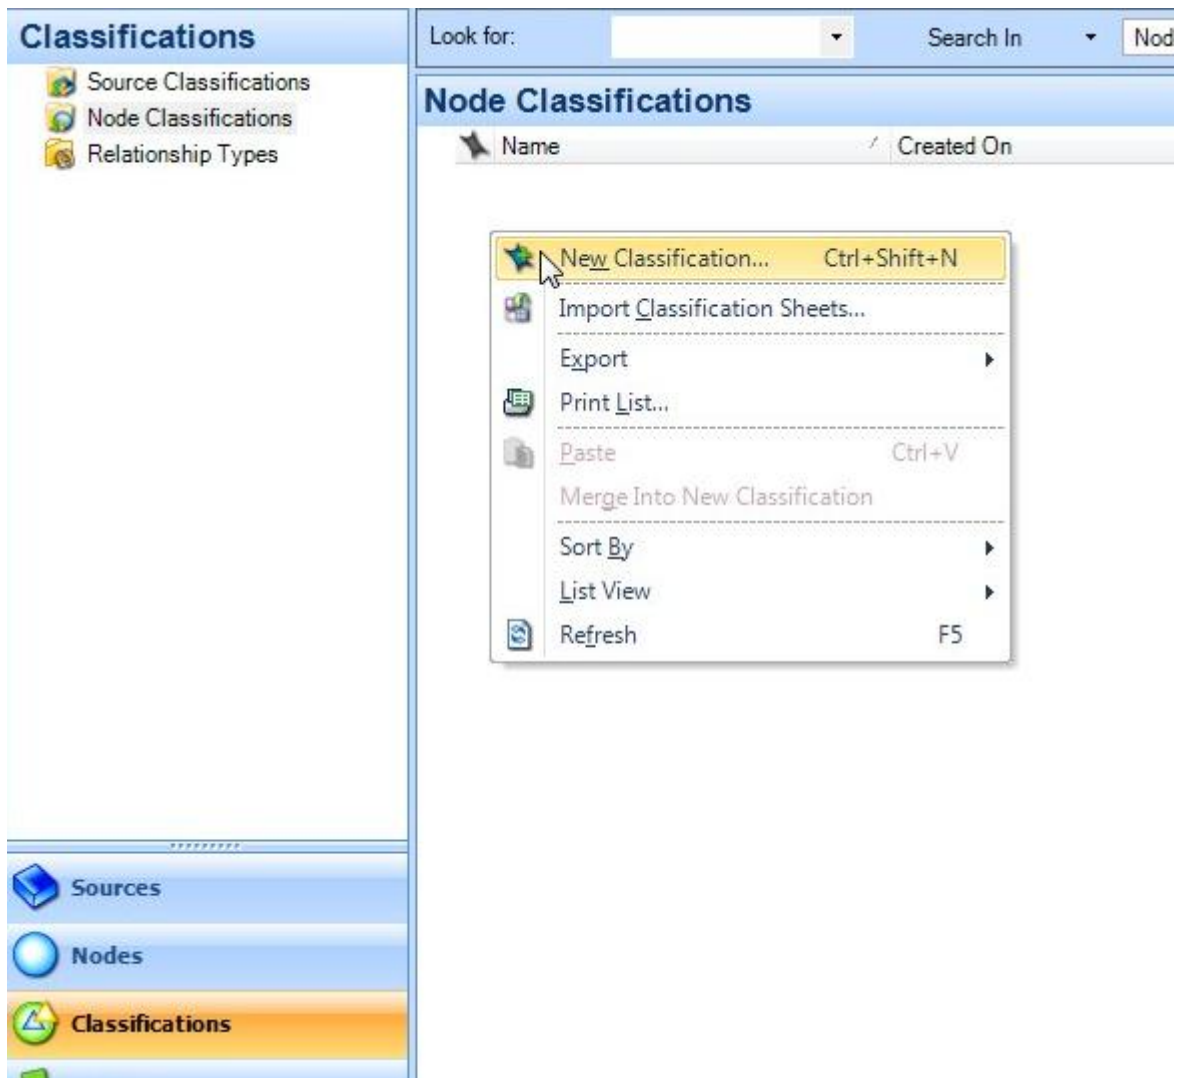 Classifications
Source Classifications
Node Classifications
Relationship Types
Look for:
Search In
Nod
Node Classifications
Name
Created On
New Classification... Ctrl+Shift+N
Import Classification Sheets...
Export
Print List...
Paste Ctrl+V
Merge Into New Classification
Sort By
List View
Refresh F5
Sources
Nodes
Classifications